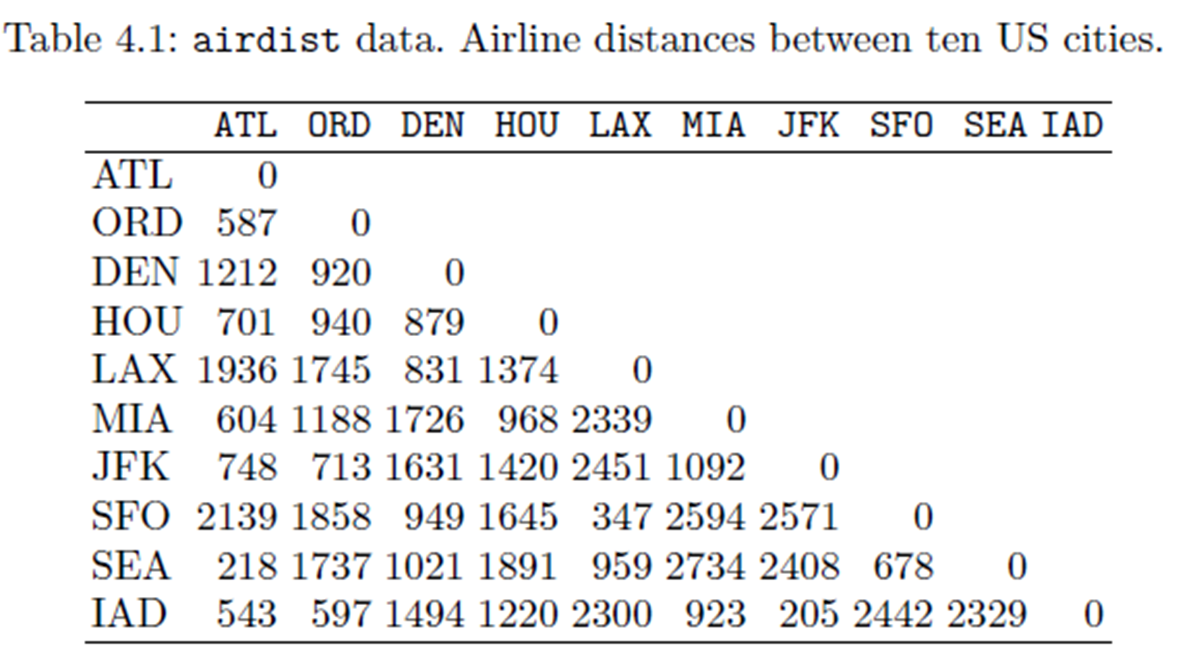 Table 4.1: airdist data. Airline distances between ten US cities.
ATL ORD DEN HOU LAX MIA JFK SFO SEA IAD
ATL 0
ORD 587 0
DEN 1212 920 0
HOU 701 940 879 0
LAX 1936 1745 831 1374 0
MIA 604 1188 1726 968 2339 0
JFK 748 713 1631 1420 2451 1092 0
SFO 2139 1858 949 1645 347 2594 2571 0
SEA 218 1737 1021 1891 959 2734 2408 678 0
IAD 543 597 1494 1220 2300 923 205 2442 2329 0